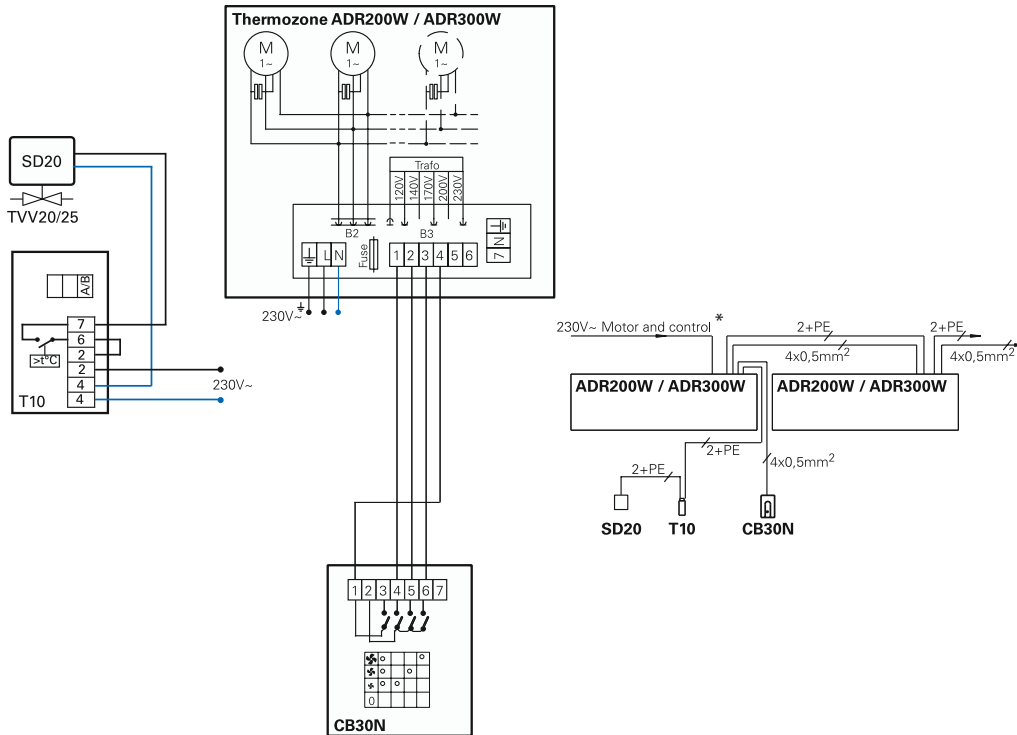 Thermozone ADR200W / ADR300W
M
1~
M
1~
M
1~
Trafo
120V
140V
170V
200V
230V
B2
B3
L
N
Fuse
1 2 3 4 5 6
7 N
230V~
SD20
TVV20/25
A/B
7
6
2
2
4
4
>t°C
T10
230V~
230V~ Motor and control *
2+PE
2+PE
4x0,5mm2
4x0,5mm2
ADR200W / ADR300W
ADR200W / ADR300W
2+PE
4x0,5mm2
2+PE
SD20
T10
CB30N
1 2 3 4 5 6 7
0
CB30N